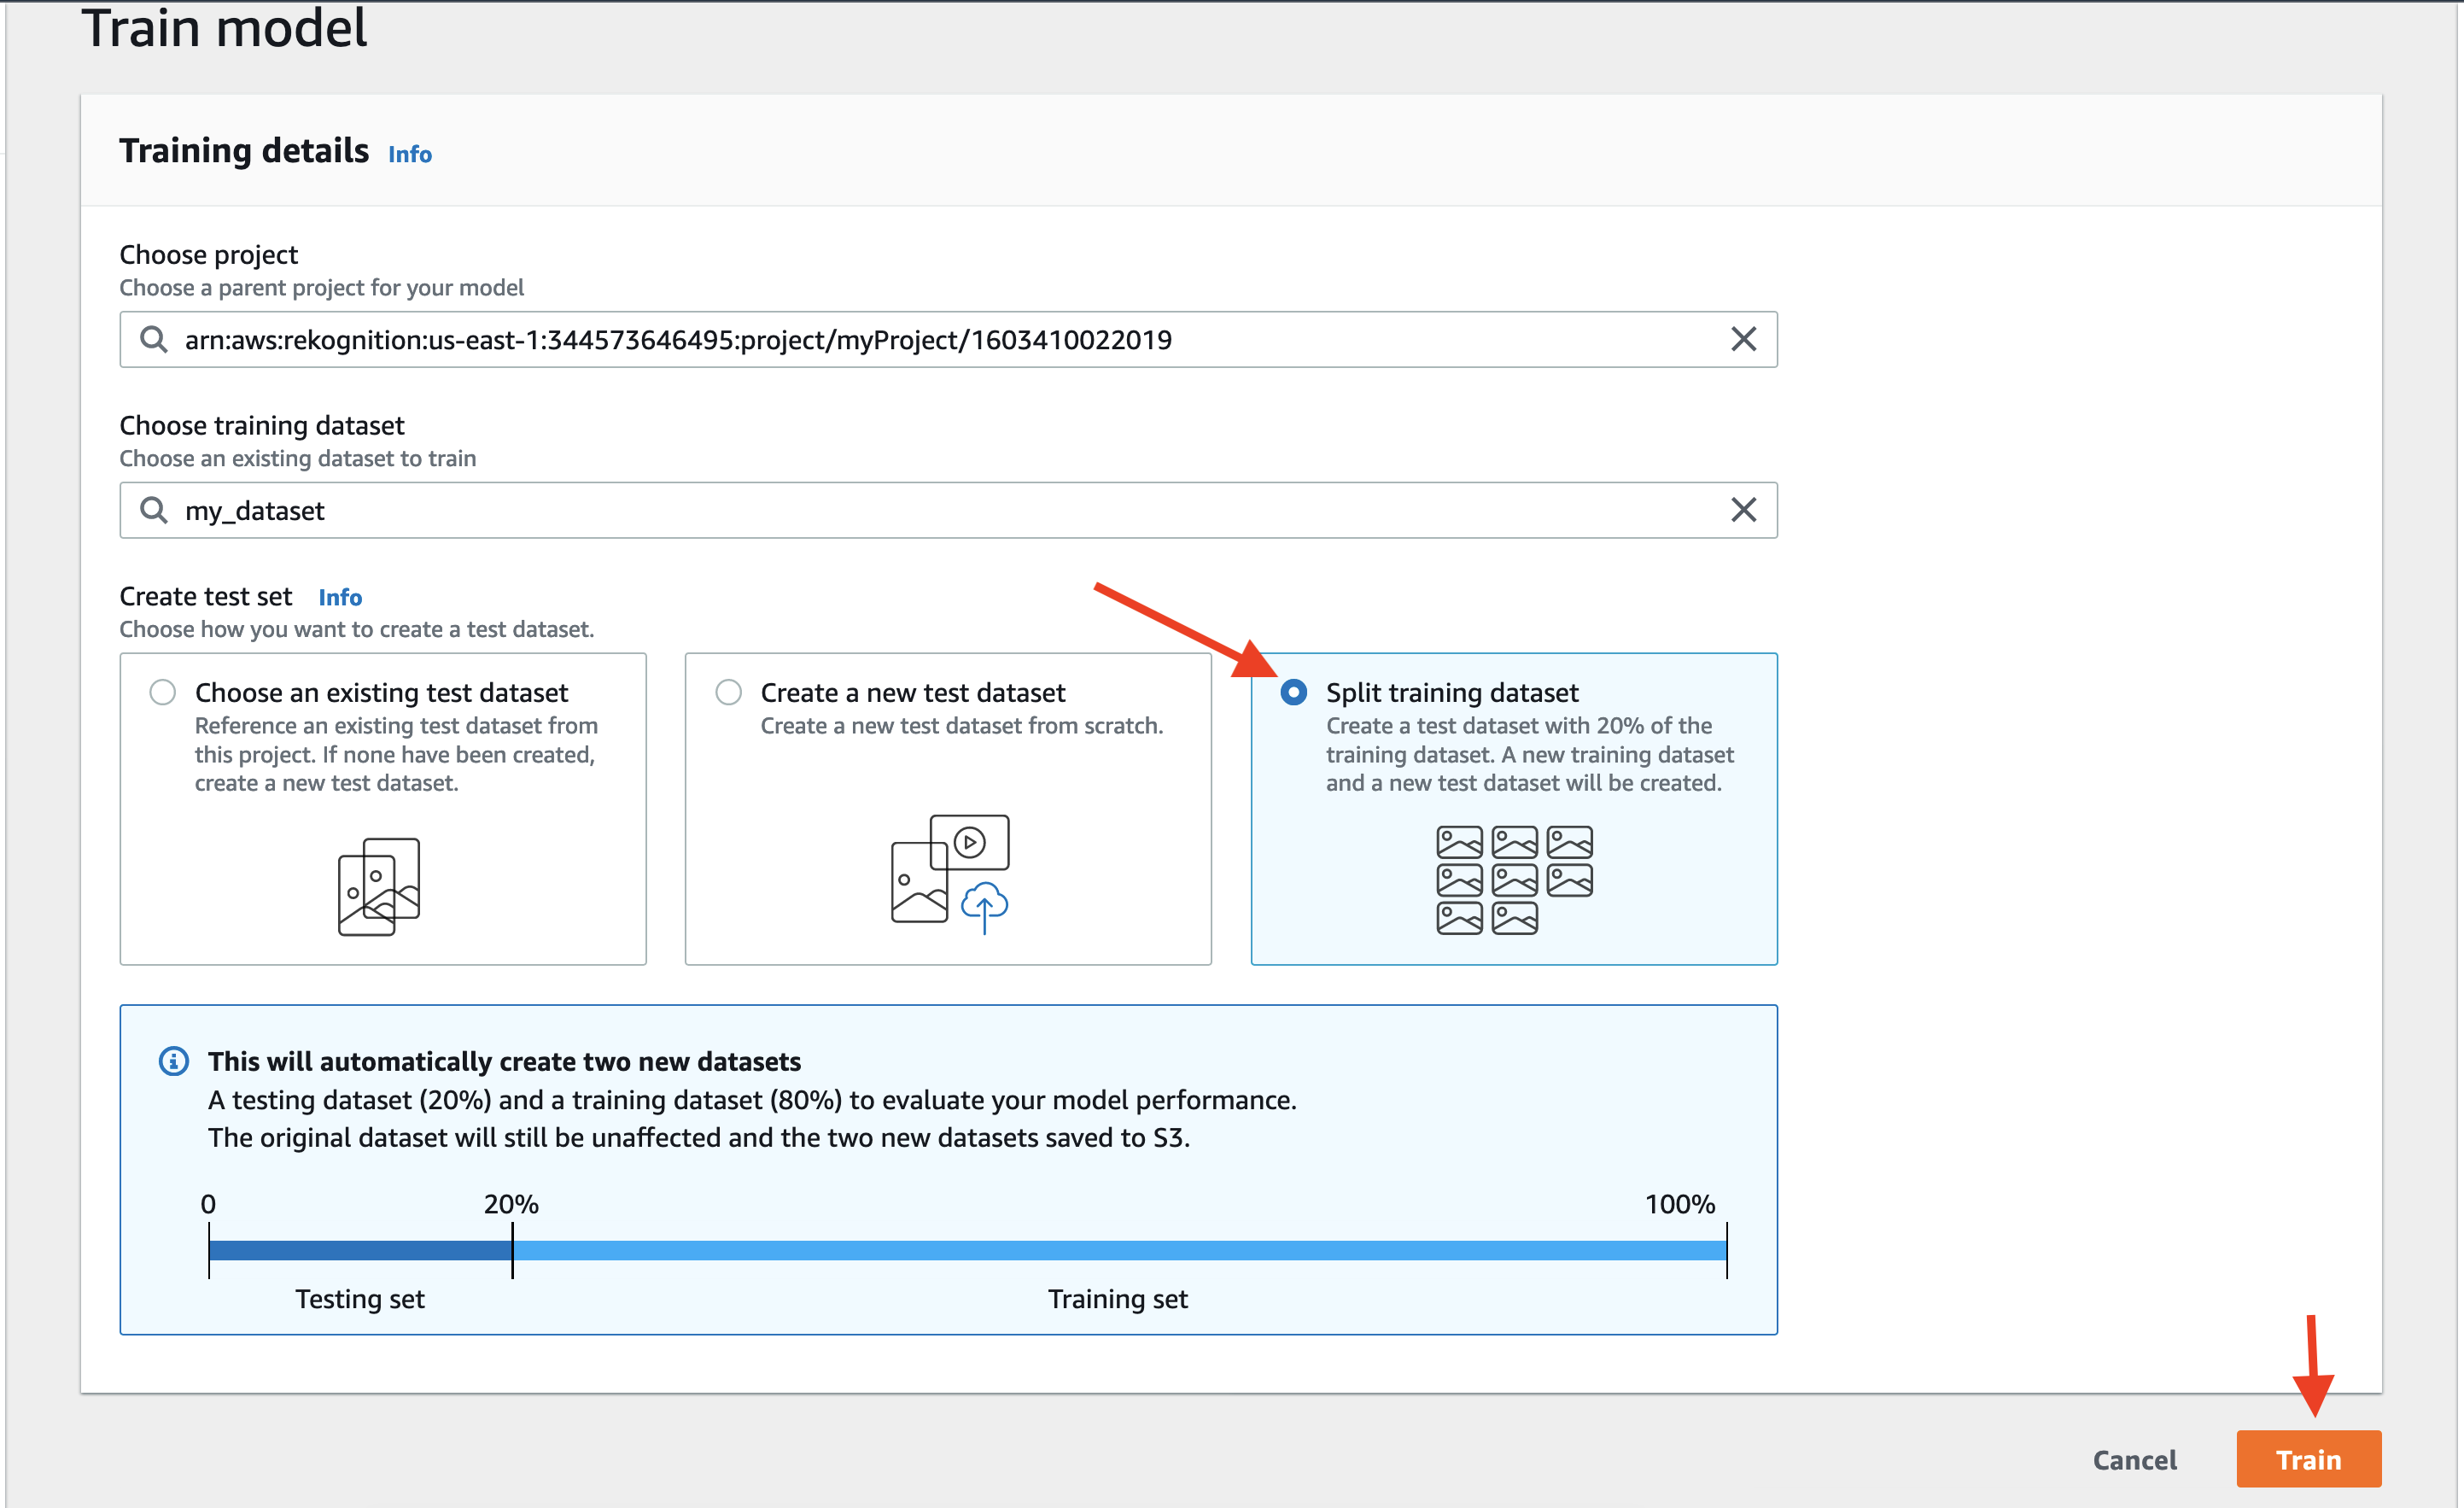 Train model
Training details Info
Choose project
Choose a parent project for your model
arn:aws:rekognition:us-east-1:344573646495:project/myProject/1603410022019
Choose training dataset
Choose an existing dataset to train
my_dataset
Create test set Info
Choose how you want to create a test dataset.
Choose an existing test dataset
Reference an existing test dataset from
this project. If none have been created,
create a new test dataset.
Create a new test dataset
Create a new test dataset from scratch.
Split training dataset
Create a test dataset with 20% of the
training dataset. A new training dataset
and a new test dataset will be created.
This will automatically create two new datasets
A testing dataset (20%) and a training dataset (80%) to evaluate your model performance.
The original dataset will still be unaffected and the two new datasets saved to S3.
0 20% 100%
Testing set Training set
Cancel Train